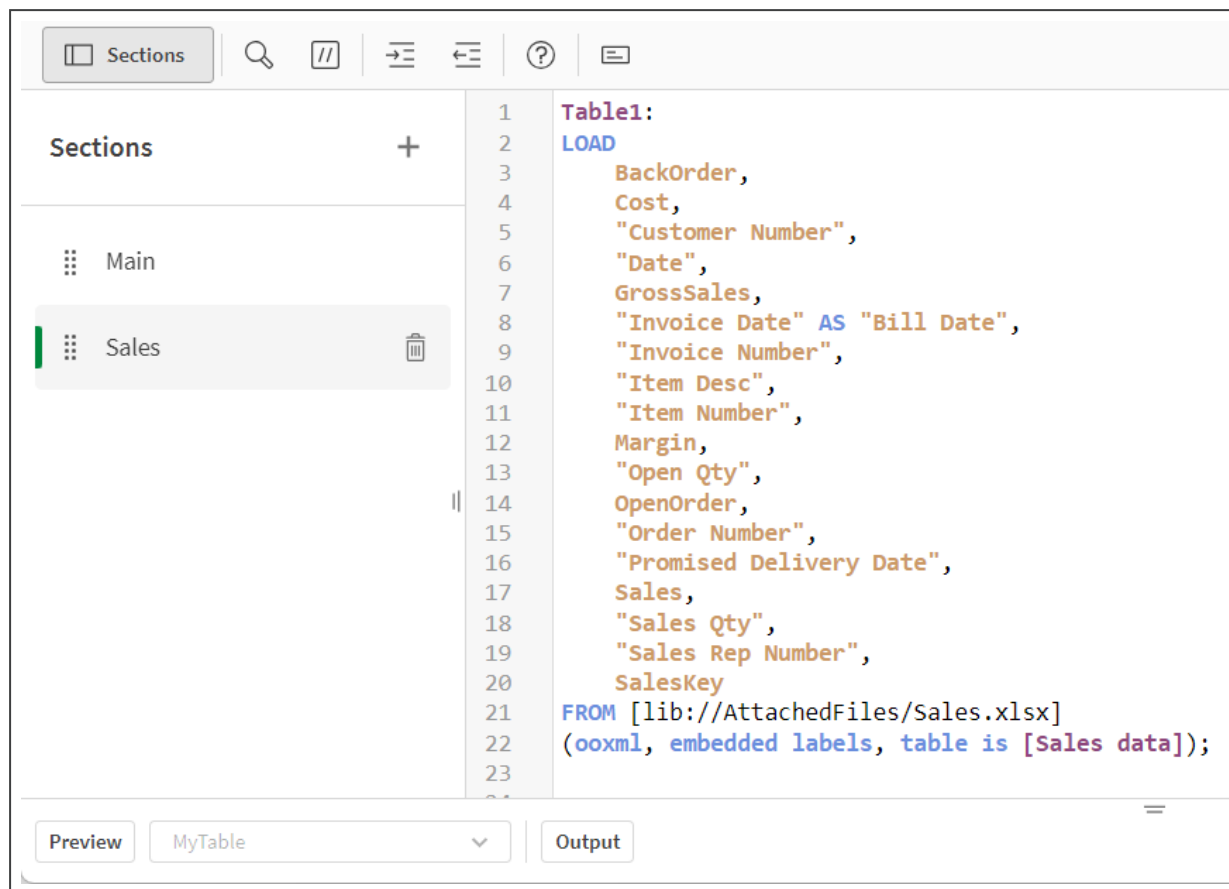 Sections
//
?
Sections
+
Main
Sales
1 Table1:
2 LOAD
3 BackOrder,
4 Cost,
5 "Customer Number",
6 "Date",
7 GrossSales,
8 "Invoice Date" AS "Bill Date",
9 "Invoice Number",
10 "Item Desc",
11 "Item Number",
12 Margin,
13 "Open Qty",
14 OpenOrder,
15 "Order Number",
16 "Promised Delivery Date",
17 Sales,
18 "Sales Qty",
19 "Sales Rep Number",
20 SalesKey
21 FROM [lib://AttachedFiles/Sales.xlsx]
22 (ooxml, embedded labels, table is [Sales data]);
23
Preview MyTable Output